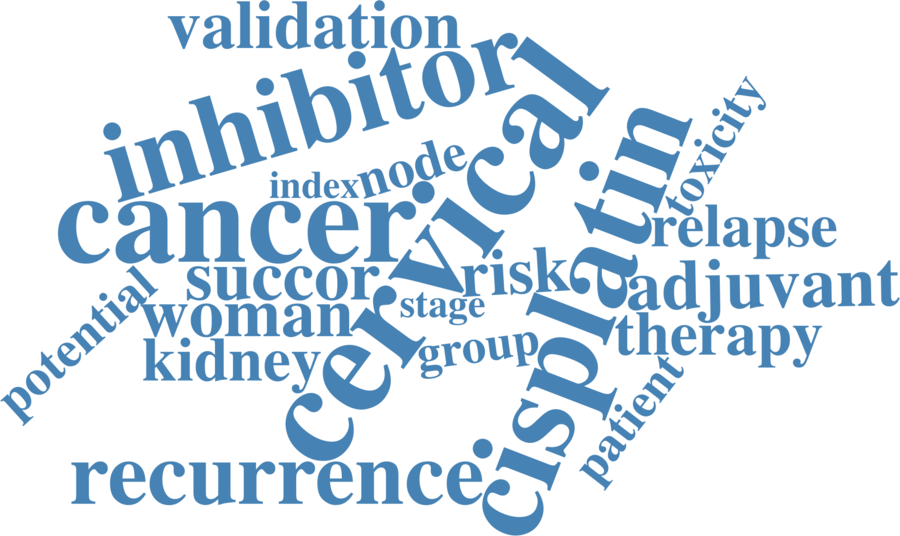 validation
inhibitor
cervical
cisplatin
toxicity
node
index
cancer
relapse
succor
risk
adjuvant
potential
woman
stage
therapy
kidney
group
patient
recurrence